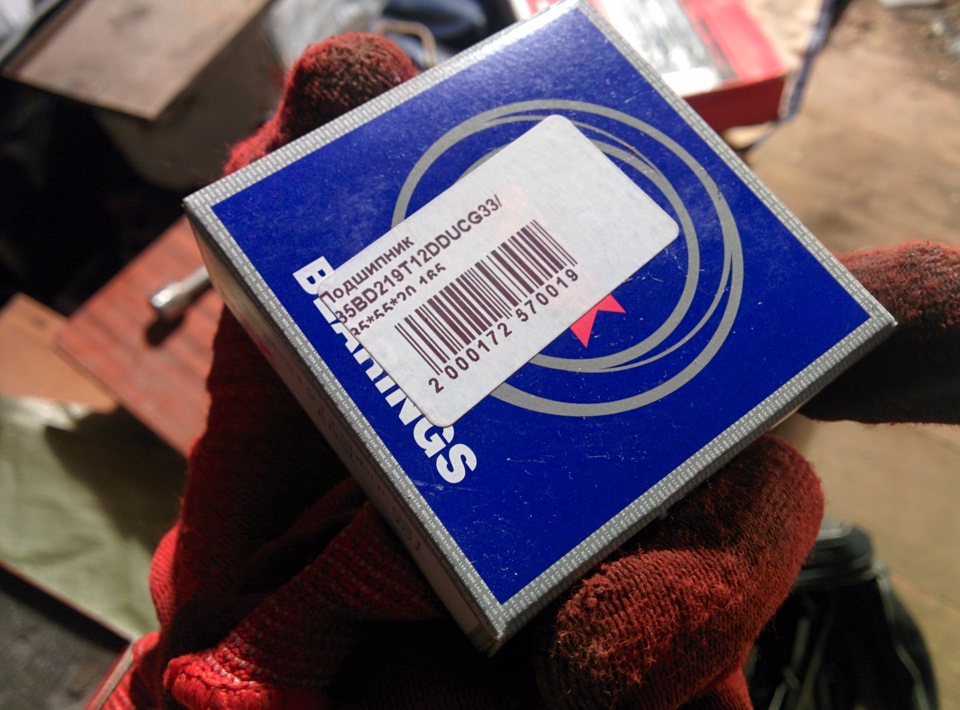 Подшипник
35BD219T12DDUCG33/
2 000172 570019
BEARINGS